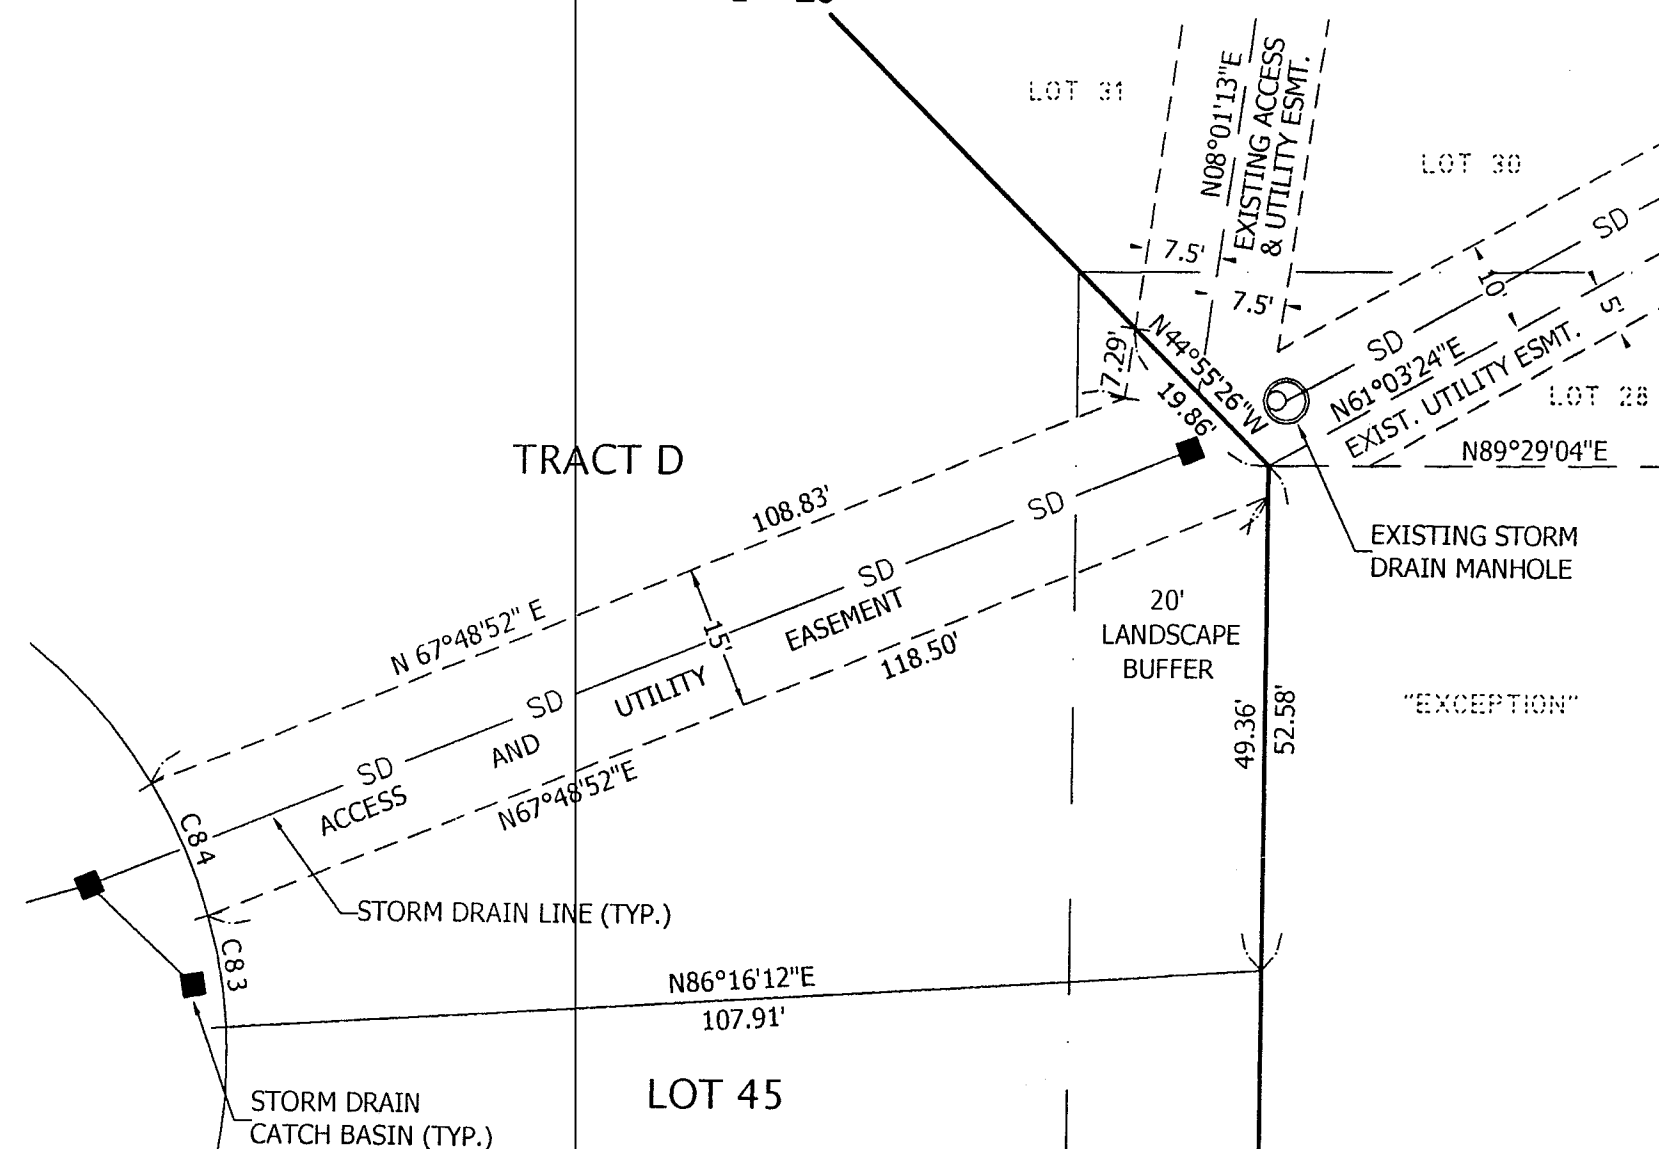 LOT 31
N08°01'13"E
EXISTING ACCESS
& UTILITY ESMT.
LOT 30
SD
7.5'
7.5'
10'
5'
N44°55'26"W
19.86'
7.29'
SD
N61°03'24"E
EXIST. UTILITY ESMT.
LOT 28
N89°29'04"E
TRACT D
108.83'
SD
EXISTING STORM
DRAIN MANHOLE
SD
EASEMENT
20'
LANDSCAPE
BUFFER
N 67°48'52" E
15'
118.50'
UTILITY
SD
AND
"EXCEPTION"
49.36'
52.58'
SD
ACCESS
N67°48'52"E
C84
STORM DRAIN LINE (TYP.)
C83
N86°16'12"E
107.91'
LOT 45
STORM DRAIN
CATCH BASIN (TYP.)